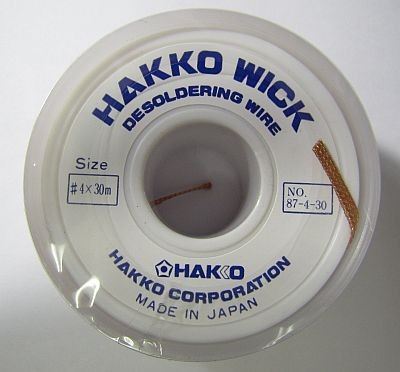 HAKKO WICK
DESOLDERING WIRE
Size
#4×30m
NO.
87-4-30
HAKKO
HAKKO CORPORATION
MADE IN JAPAN